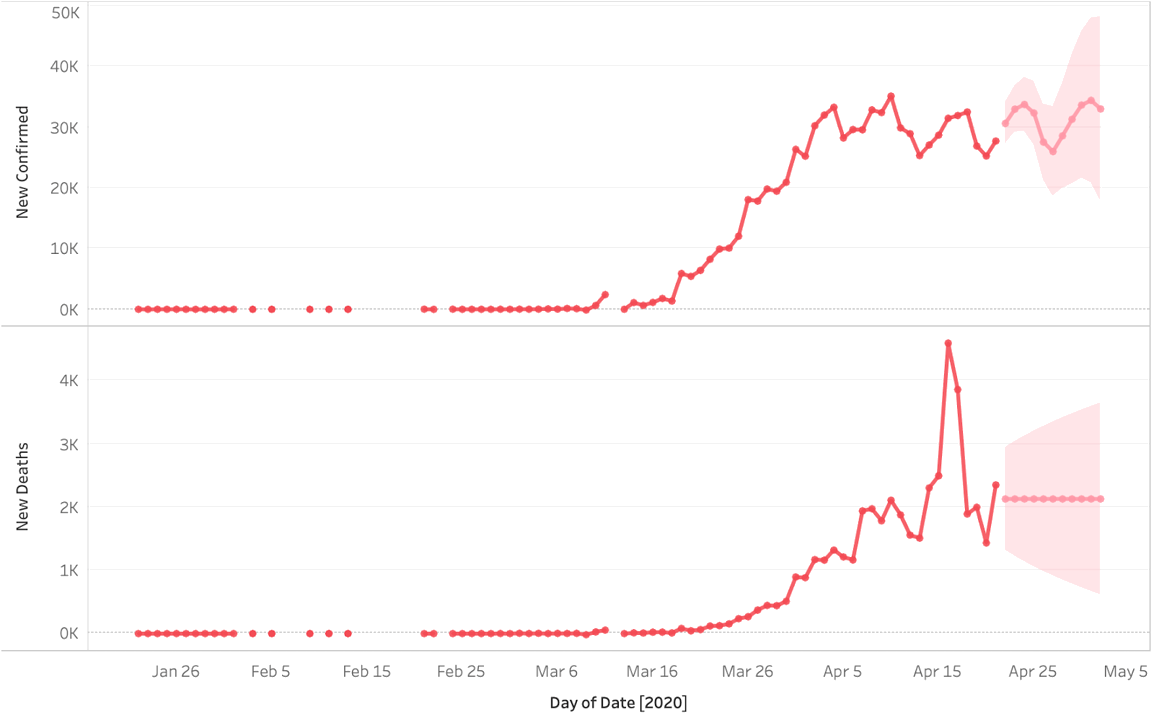 50K
40K
30K
20K
10K
0K
New Confirmed
4K
3K
2K
1K
0K
New Deaths
Jan 26 Feb 5 Feb 15 Feb 25 Mar 6 Mar 16 Mar 26 Apr 5 Apr 15 Apr 25 May 5
Day of Date [2020]